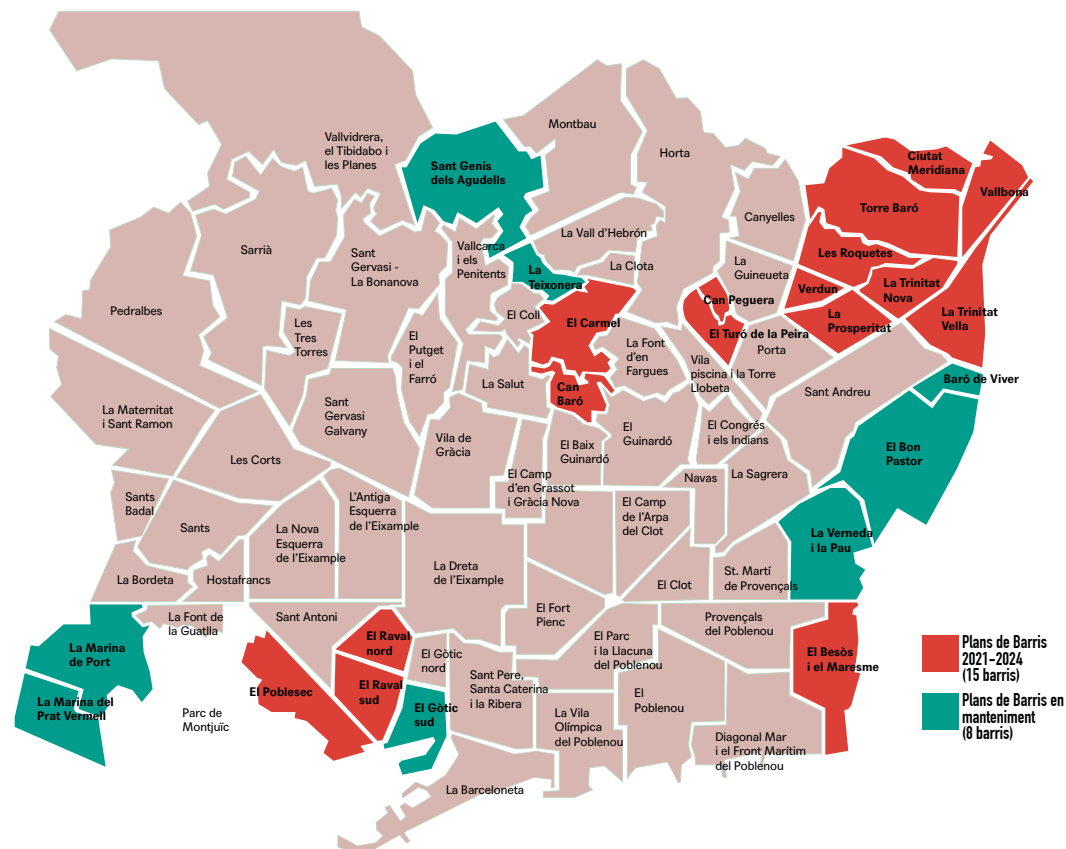 Vallvidrera,
el Tibidabo i
les Planes
Sant Genís
dels Agudells
Montbau
Horta
Ciutat
Meridiana
Vallbona
Torre Baró
Canyelles
Sarrià
Sant
Gervasi -
La Bonanova
Vallcarca
i els
Penitents
La Vall d'Hebrón
La Clota
La
Teixonera
La
Guineueta
Les Roquetes
Verdun
La Trinitat
Nova
La Trinitat
Vella
La
Prosperitat
Can Peguera
El Turó de la Peira
Porta
Pedralbes
Les
Tres
Torres
El
Putget
i el
Farró
El Coll
El Carmel
La Font
d'en
Fargues
Vila
piscina i la Torre
Llobeta
La Salut
Can
Baró
Sant Andreu
Baró de Viver
La Maternitat
i Sant Ramon
Sant
Gervasi
Galvany
Vila de
Gràcia
El Baix
Guinardó
El
Guinardó
El Congrés
i els Indians
El Bon
Pastor
Les Corts
El Camp
d'en Grassot
i Gràcia Nova
Navas
La Sagrera
Sants
Badal
Sants
La Nova
Esquerra
de l'Eixample
L'Antiga
Esquerra
de l'Eixample
El Camp
de l'Arpa
del Clot
La Verneda
i la Pau
La Bordeta
Hostafrancs
La Dreta
de l'Eixample
El Clot
St. Martí
de Provençals
La Font de
la Guatlla
Sant Antoni
El Fort
Pienc
Provençals
del Poblenou
El Raval
nord
El Gòtic
nord
El Parc
i la Llacuna
del Poblenou
El Besòs
i el Maresme
La Marina
de Port
La Marina del
Prat Vermell
Parc de
Montjuïc
El Poblesec
El Raval
sud
El Gòtic
sud
Sant Pere,
Santa Caterina
i la Ribera
El
Poblenou
La Vila
Olímpica
del Poblenou
Diagonal Mar
i el Front Marítim
del Poblenou
La Barceloneta
Plans de Barris
2021-2024
(15 barris)
Plans de Barris en
manteniment
(8 barris)